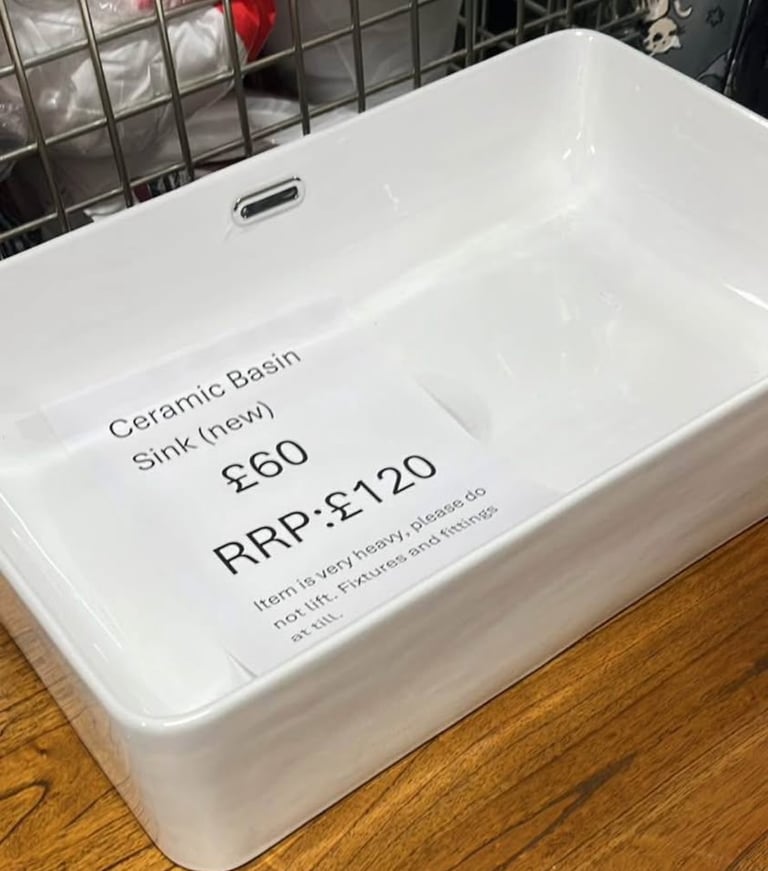 Ceramic Basin
Sink (new)
£60
RRP:£120
Item is very heavy, please do
not lift. Fixtures and fittings
at till.